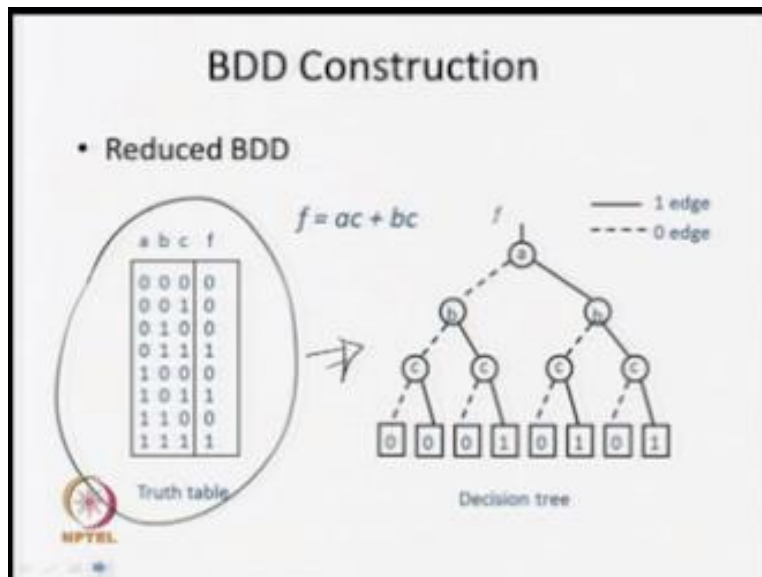 BDD Construction
• Reduced BDD
f = ac + bc
f
1 edge
0 edge
a b c f
0 0 0 0
0 0 1 0
0 1 0 0
0 1 1 1
1 0 0 0
1 0 1 1
1 1 0 0
1 1 1 1
a
b b
c c c c
0 0 0 1 0 1 0 1
Truth table
Decision tree
NPTEL